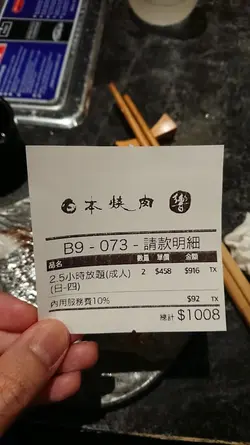 日本燒肉
B9 - 073 - 請款明細
品名 數量 單價 金額
2.5小時放題(成人) 2 $458 $916 TX
(日-四)
內用服務費10% $92 TX
總計 $1008